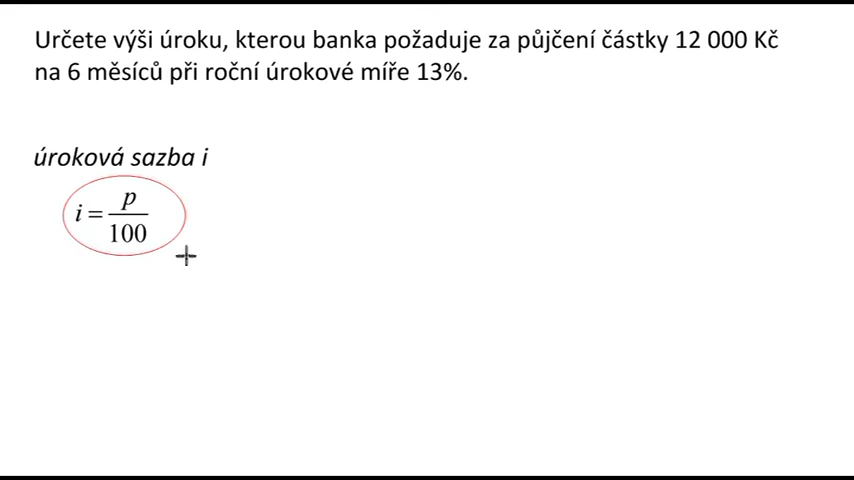 Určete výši úroku, kterou banka požaduje za půjčení částky 12 000 Kč
na 6 měsíců při roční úrokové míře 13%.
úroková sazba i
i = p/100